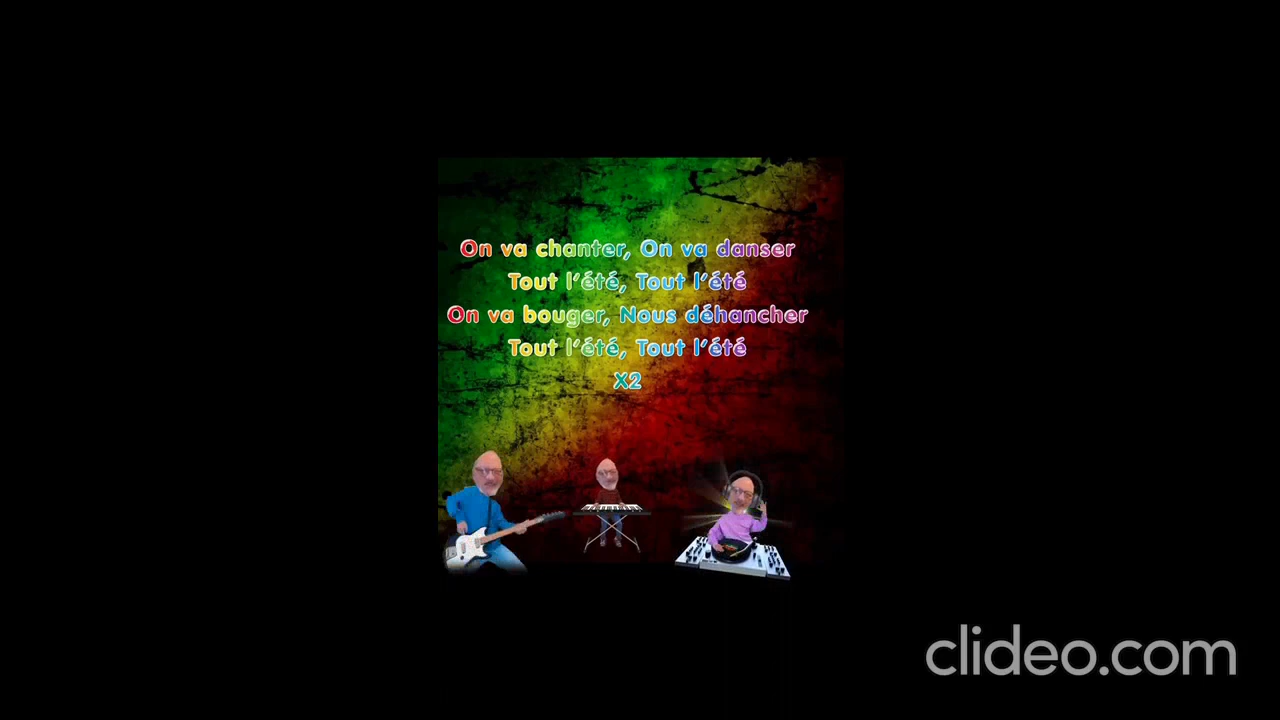 On va chanter, On va danser
Tout l'été, Tout l'été
On va bouger, Nous déhancher
Tout l'été, Tout l'été
X2
clideo.com